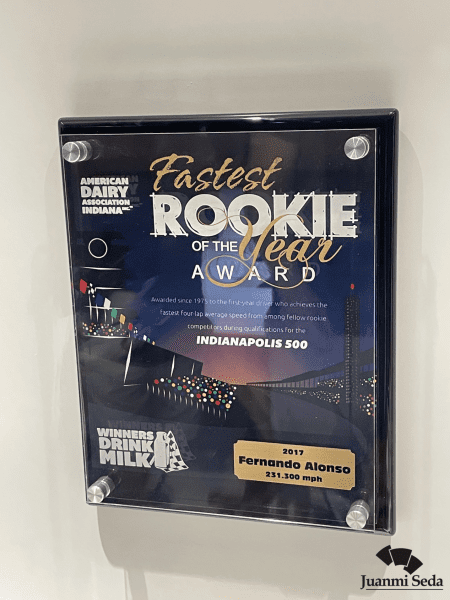 AMERICAN
DAIRY
ASSOCIATION
INDIANA
Fastest
ROOKIE
OF THE Year
AWARD
Awarded since 1975 to the first-year driver who achieves the
fastest four lap average speed from among fellow rookie
competitors during qualifications for the
INDIANAPOLIS 500
WINNERS
DRINK
MILK
2017
Fernando Alonso
231.300 mph
Juanmi Seda